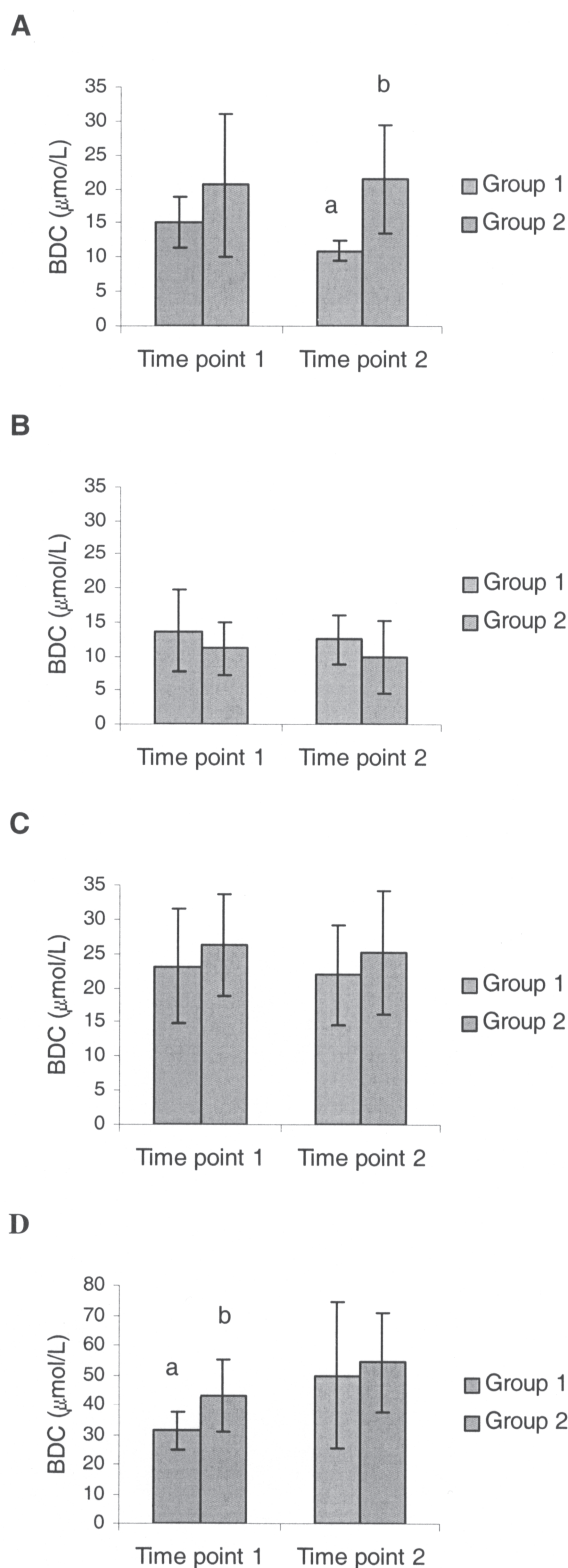 A
BDC (μmo/L)
35
30
25
20
15
10
5
0
a
b
Time point 1
Time point 2
Group 1
Group 2
B
BDC (μmol/L)
35
30
25
20
15
10
5
0
Time point 1
Time point 2
Group 1
Group 2
C
BDC (μmol/L)
35
30
25
20
15
10
5
0
Time point 1
Time point 2
Group 1
Group 2
D
BDC (μmol/L)
80
70
60
50
40
30
20
10
0
a
b
Time point 1
Time point 2
Group 1
Group 2